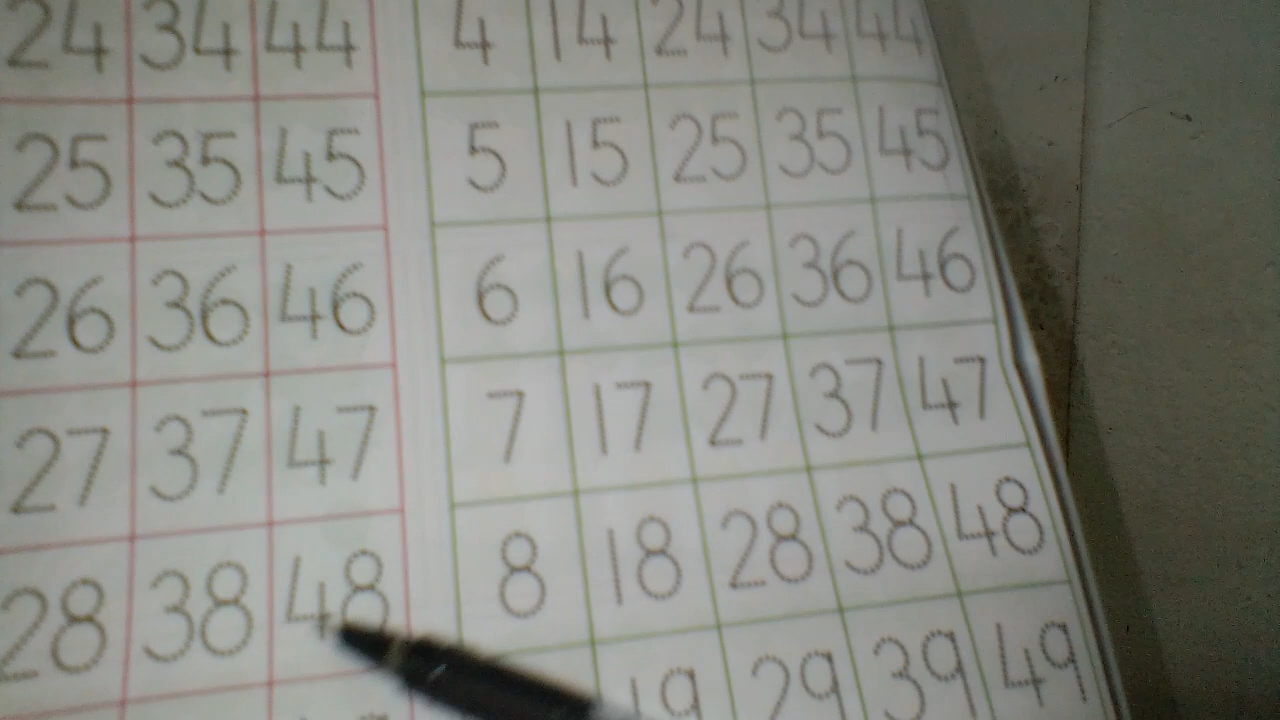 24 34 44
25 35 45
26 36 46
27 37 47
28 38 48
4 14 24 34 44
5 15 25 35 45
6 16 26 36 46
7 17 27 37 47
8 18 28 38 48
19 29 39 49